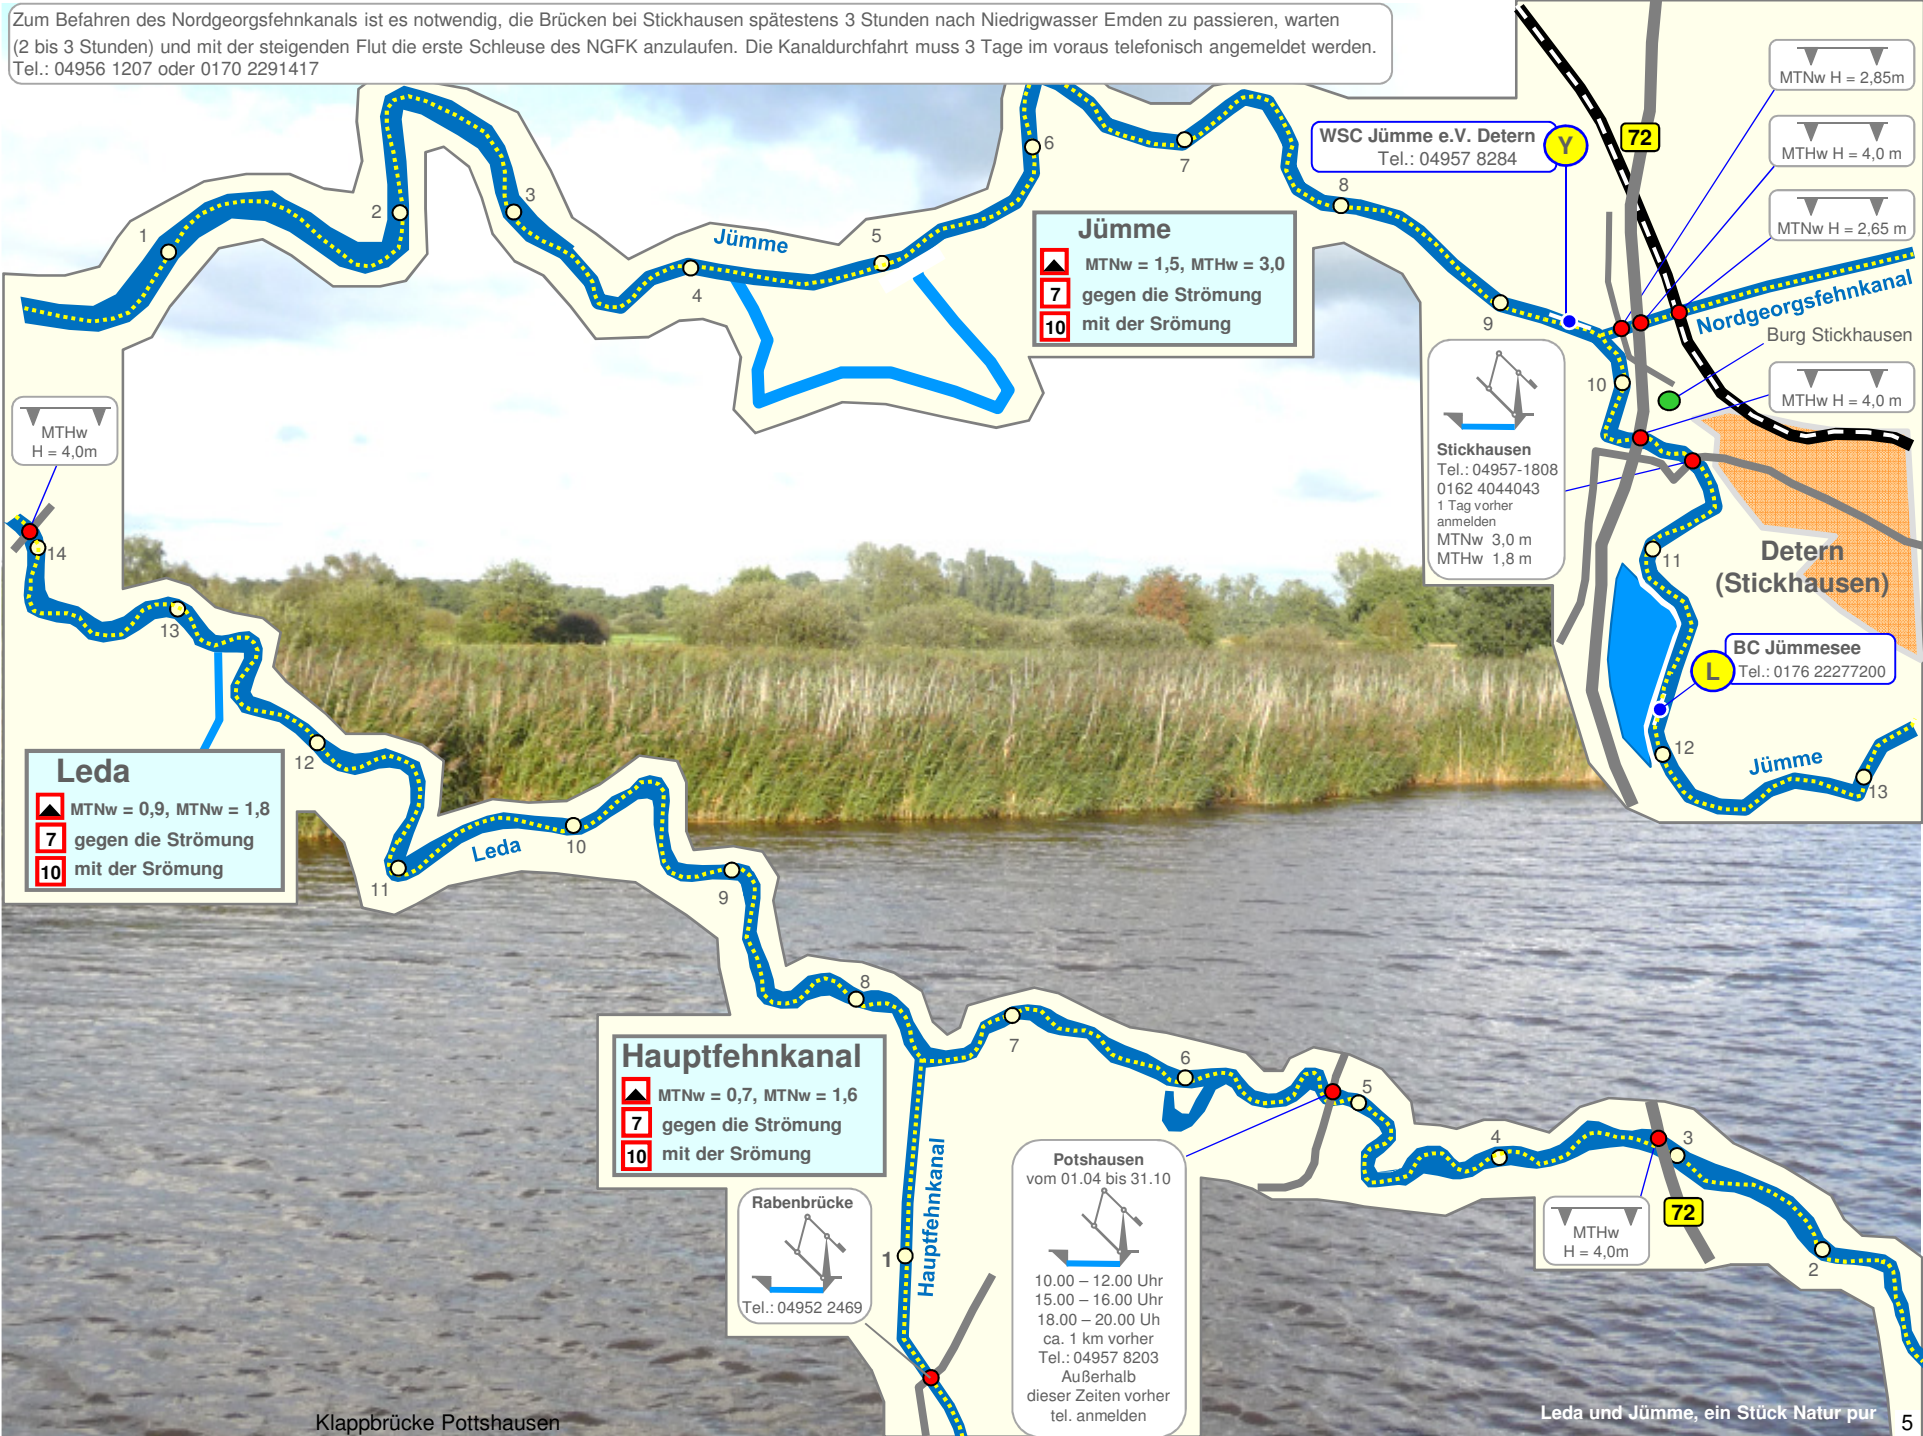 Zum Befahren des Nordgeorgsfehnkanals ist es notwendig, die Brücken bei Stickhausen spätestens 3 Stunden nach Niedrigwasser Emden zu passieren, warten
(2 bis 3 Stunden) und mit der steigenden Flut die erste Schleuse des NGFK anzulaufen. Die Kanaldurchfahrt muss 3 Tage im voraus telefonisch angemeldet werden.
Tel.: 04956 1207 oder 0170 2291417
MTNw H = 2,85m
72
MTHw H = 4,0 m
MTNw H = 2,65 m
WSC Jümme e.V. Detern
Tel.: 04957 8284
Y
1
2
3
4
Jümme
5
6
7
8
9
10
Jümme
MTNw = 1,5, MTHw = 3,0
7 gegen die Strömung
10 mit der Srömung
Nordgeorgsfehnkanal
Burg Stickhausen
MTHw H = 4,0 m
Stickhausen
Tel.: 04957-1808
0162 4044043
1 Tag vorher
anmelden
MTNw 3,0 m
MTHw 1,8 m
Detern
(Stickhausen)
11
BC Jümmesee
Tel.: 0176 22277200
L
12
Jümme
13
MTHw
H = 4,0m
14
13
12
Leda
MTNw = 0,9, MTNw = 1,8
7 gegen die Strömung
10 mit der Srömung
11
Leda
10
9
8
7
6
5
4
3
2
Hauptfehnkanal
MTNw = 0,7, MTNw = 1,6
7 gegen die Strömung
10 mit der Srömung
Hauptfehnkanal
1
Rabenbrücke
Tel.: 04952 2469
Potshausen
vom 01.04 bis 31.10
10.00 – 12.00 Uhr
15.00 – 16.00 Uhr
18.00 – 20.00 Uh
ca. 1 km vorher
Tel.: 04957 8203
Außerhalb
dieser Zeiten vorher
tel. anmelden
72
MTHw
H = 4,0m
Klappbrücke Pottshausen
Leda und Jümme, ein Stück Natur pur
5